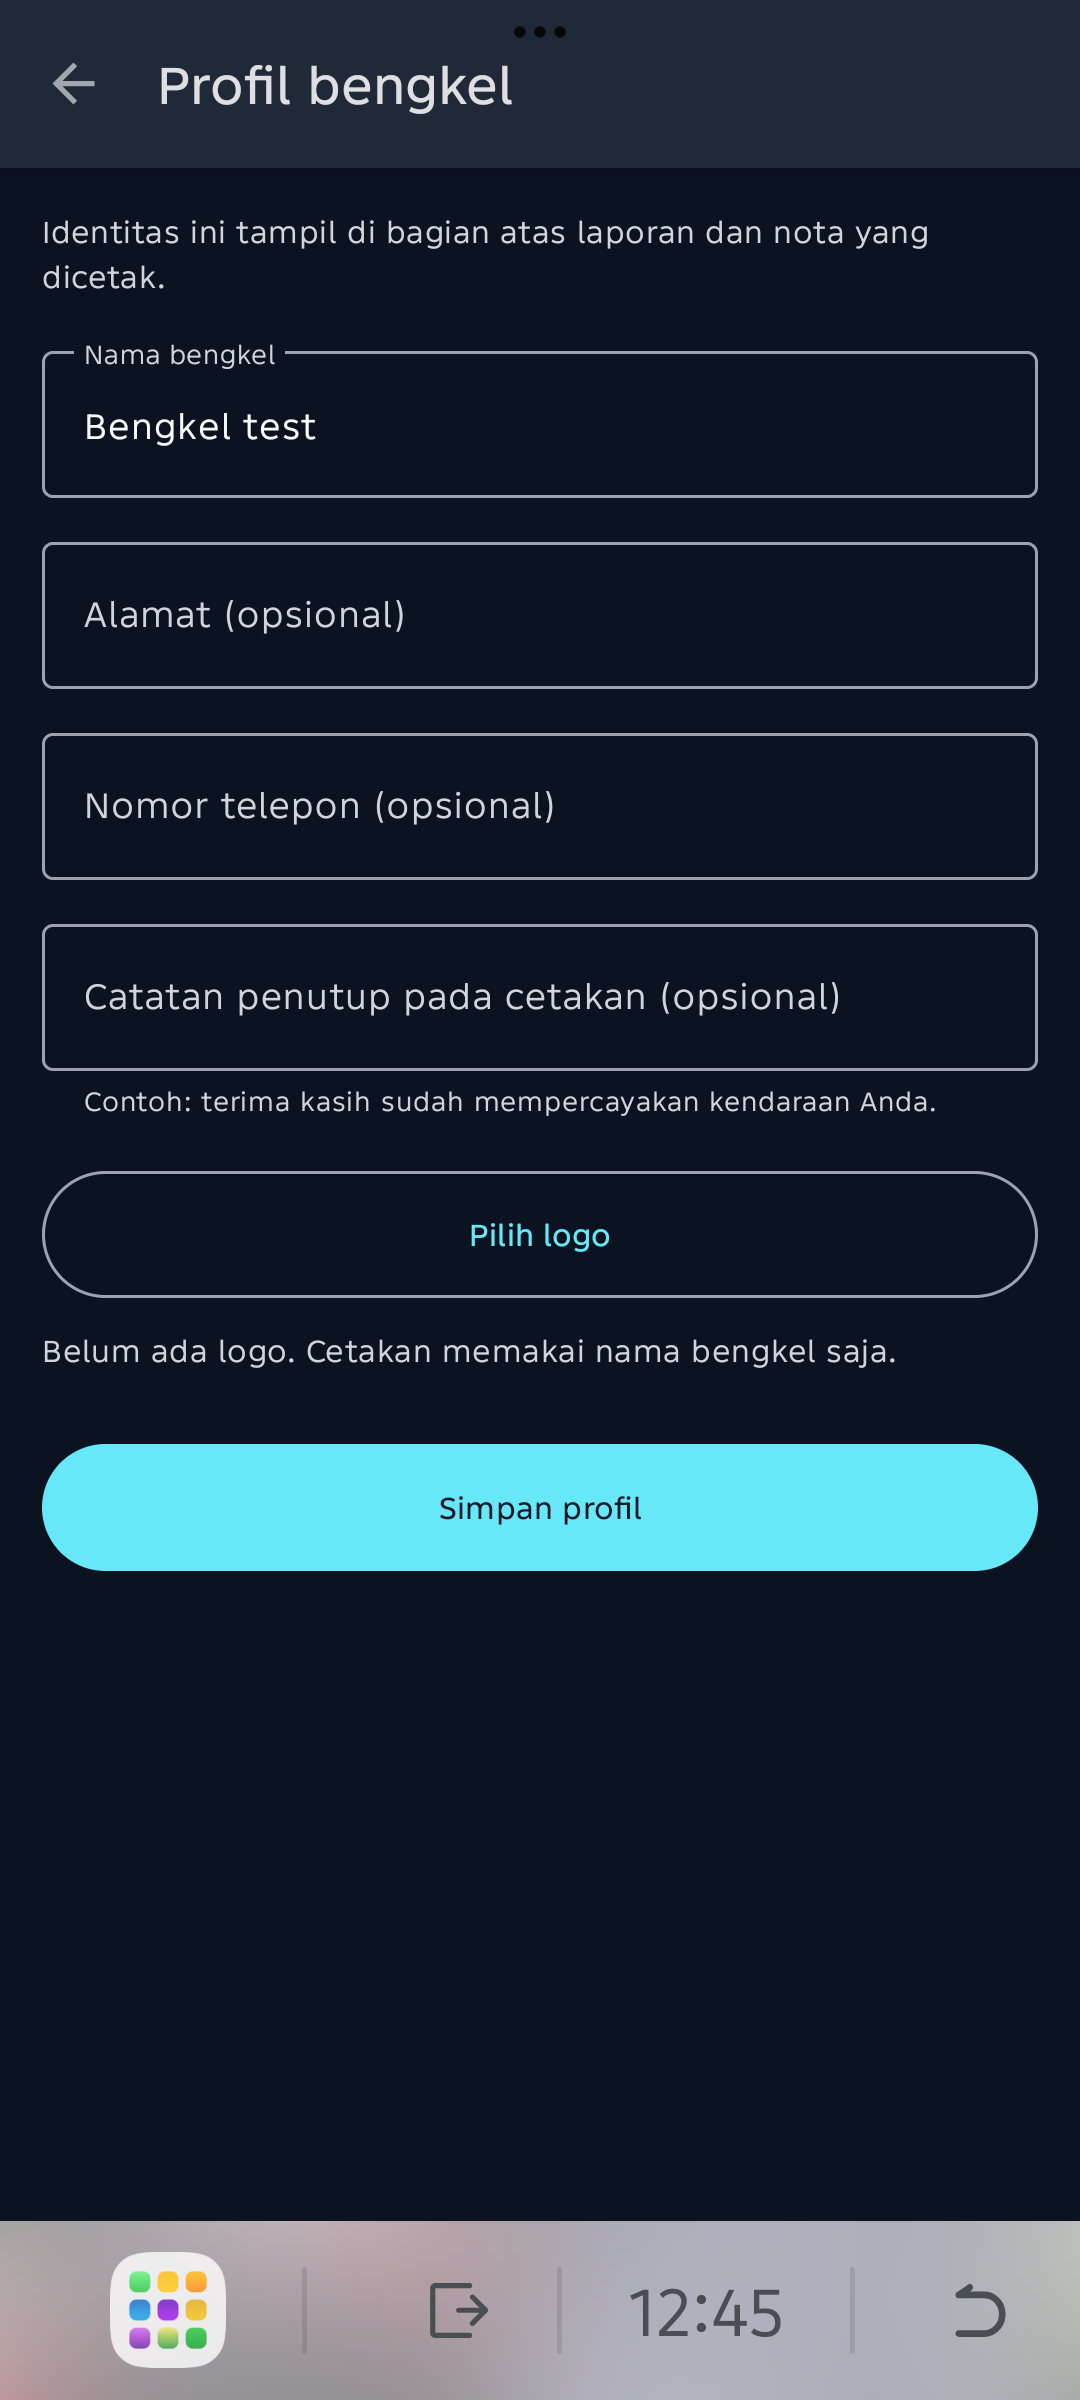 Profil bengkel
Identitas ini tampil di bagian atas laporan dan nota yang
dicetak.
Nama bengkel
Bengkel test
Alamat (opsional)
Nomor telepon (opsional)
Catatan penutup pada cetakan (opsional)
Contoh: terima kasih sudah mempercayakan kendaraan Anda.
Pilih logo
Belum ada logo. Cetakan memakai nama bengkel saja.
Simpan profil
12:45